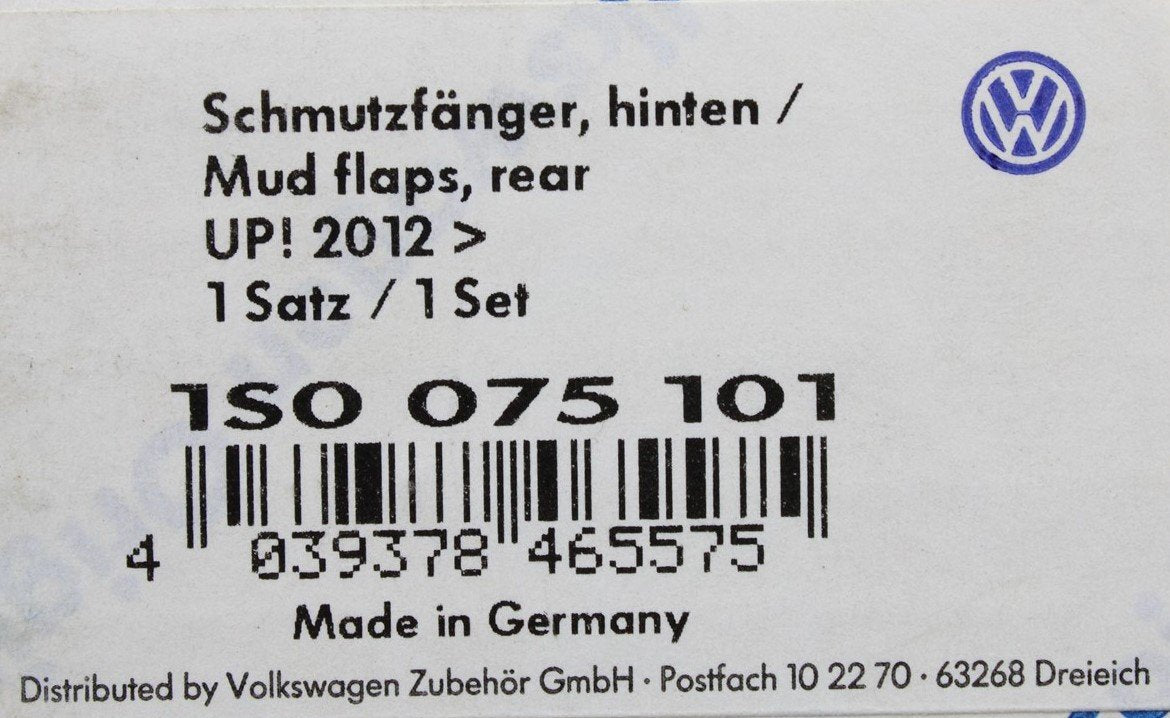 Schmutzfänger, hinten /
Mud flaps, rear
UP! 2012 >
1 Satz / 1 Set
1S0 075 101
4 039378 465575
Made in Germany
Distributed by Volkswagen Zubehör GmbH · Postfach 10 22 70 · 63268 Dreieich